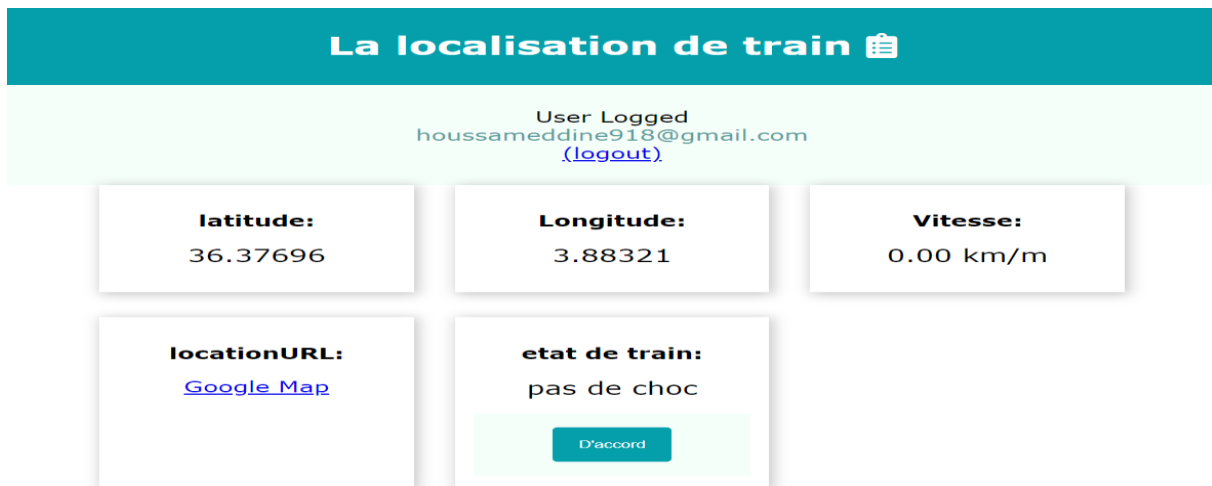 La localisation de train
User Logged
houssameddine918@gmail.com
(logout)
latitude:
36.37696
Longitude:
3.88321
Vitesse:
0.00 km/m
locationURL:
Google Map
etat de train:
pas de choc
D'accord